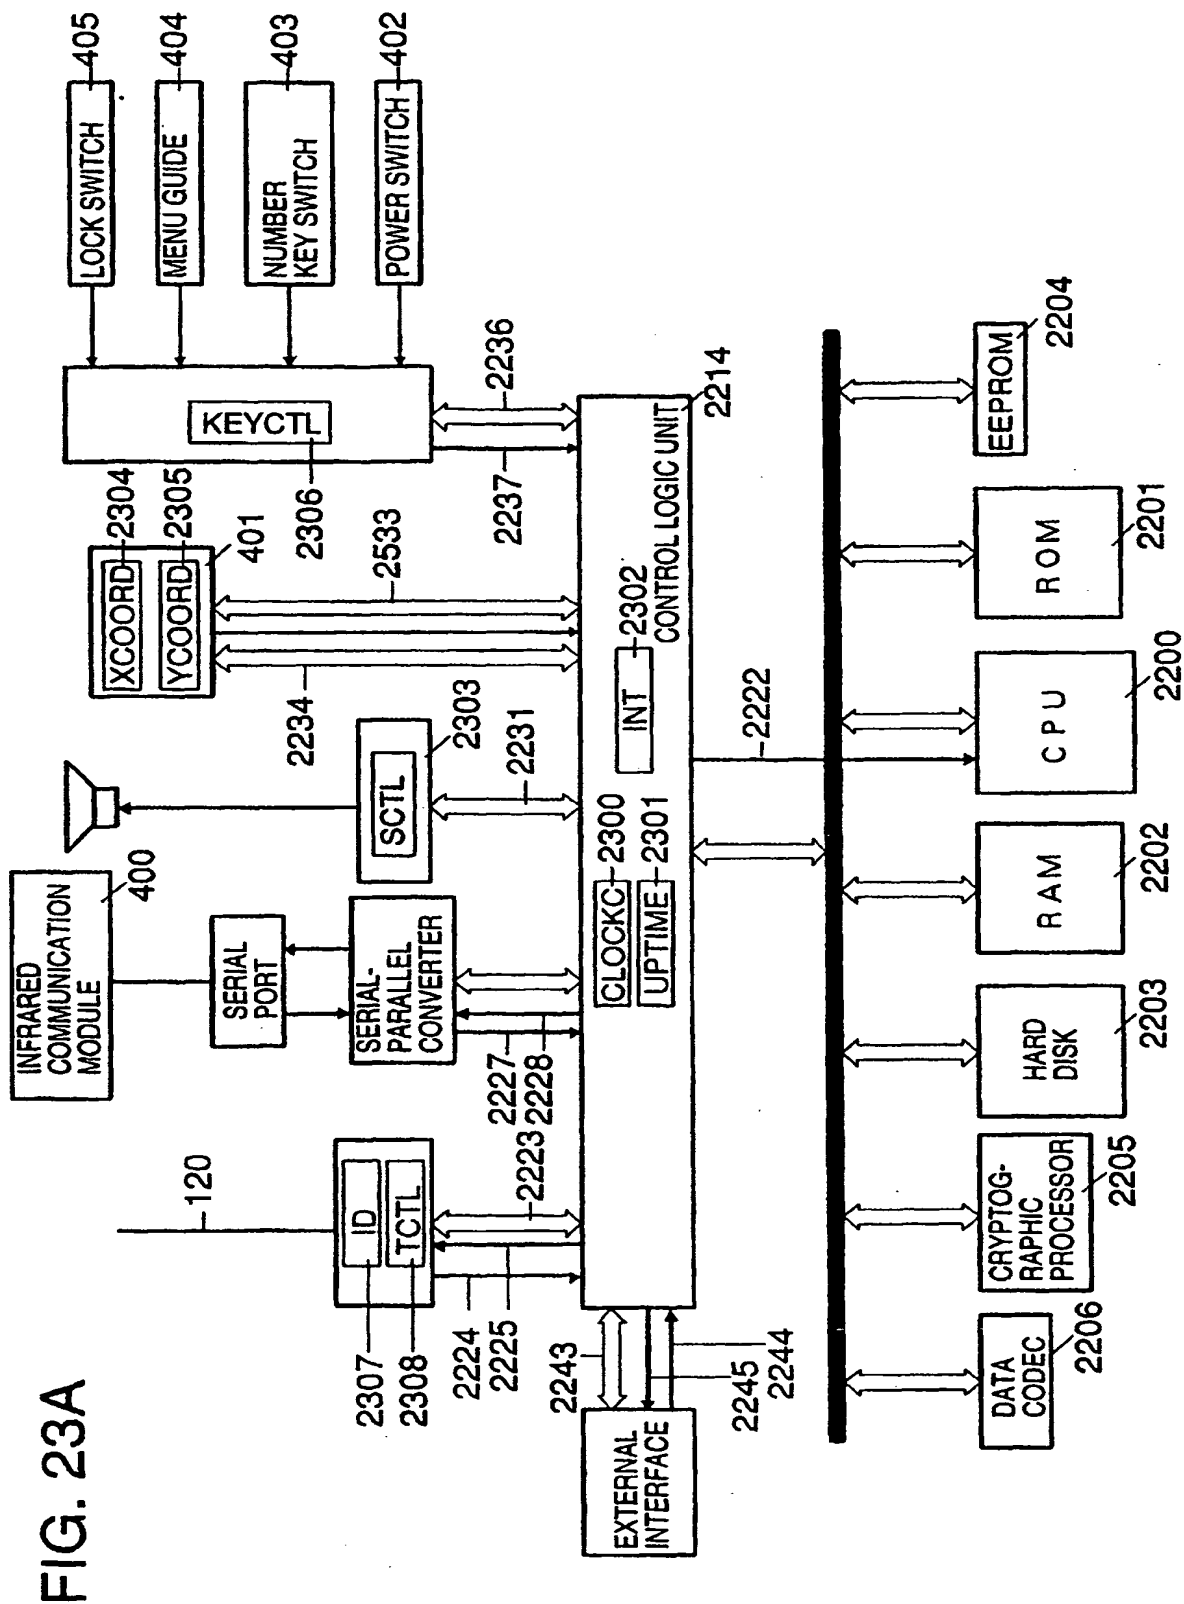 FIG. 23A
INFRARED
COMMUNICATION
MODULE
400
SERIAL
PORT
SERIAL-
PARALLEL
CONVERTER
2227
2228
120
ID
TCTL
2307
2308
2224
2225
2223
SCTL
2303
2231
XCOORD
YCOORD
2304
2305
401
2234
2533
KEYCTL
2306
2237
2236
LOCK SWITCH
405
MENU GUIDE
404
NUMBER
KEY SWITCH
403
POWER SWITCH
402
EXTERNAL
INTERFACE
2243
2245
2244
CLOCKC
2300
UPTIME
2301
INT
2302
CONTROL LOGIC UNIT
2214
2222
DATA
CODEC
2206
CRYPTOG-
RAPHIC
PROCESSOR
2205
HARD
DISK
2203
RAM
2202
CPU
2200
ROM
2201
EEPROM
2204